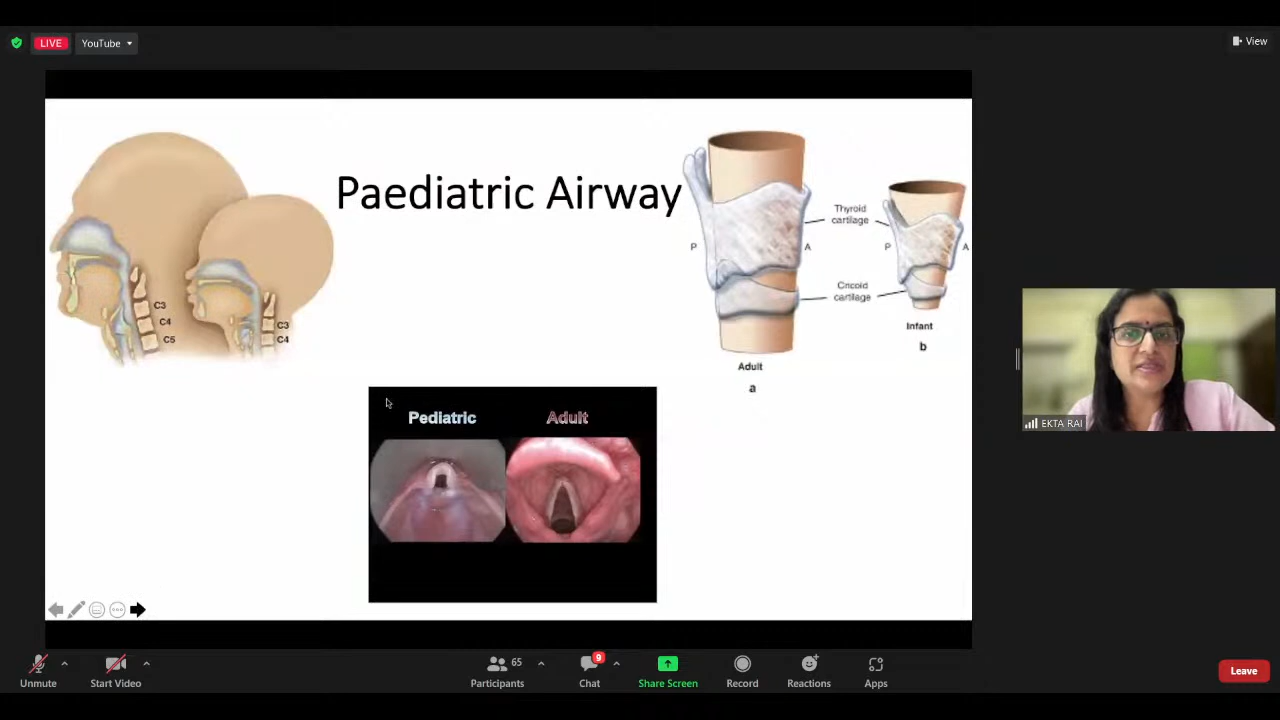 LIVE
YouTube
View
Paediatric Airway
C3
C4
C5
C3
C4
P
A
Thyroid
cartilage
P
A
Cricoid
cartilage
Adult
a
Infant
b
Pediatric
Adult
EKTA RAI
Unmute
Start Video
65
Participants
9
Chat
Share Screen
Record
Reactions
Apps
Leave